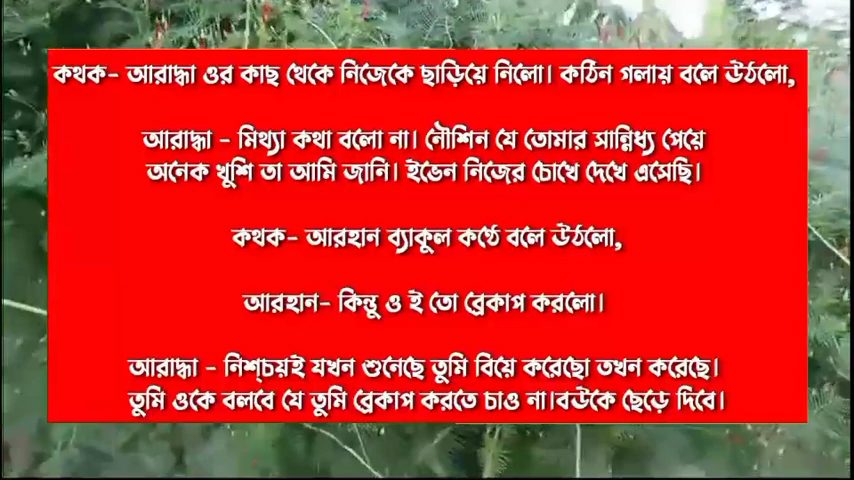 কথক- আরাদ্ধা ওর কাছ থেকে নিজেকে ছাড়িয়ে নিলো। কঠিন গলায় বলে উঠলো,
আরাদ্ধা - মিথ্যা কথা বলো না। নৌশিন যে তোমার সান্নিধ্য পেয়ে
অনেক খুশি তা আমি জানি। ইভেন নিজের চোখে দেখে এসেছি।
কথক- আরহান ব্যাকুল কণ্ঠে বলে উঠলো,
আরহান- কিন্তু ও ই তো ব্রেকাপ করলো।
আরাদ্ধা - নিশ্চয়ই যখন শুনেছে তুমি বিয়ে করেছো তখন করেছে।
তুমি ওকে বলবে যে তুমি ব্রেকাপ করতে চাও না।বউকে ছেড়ে দিবে।